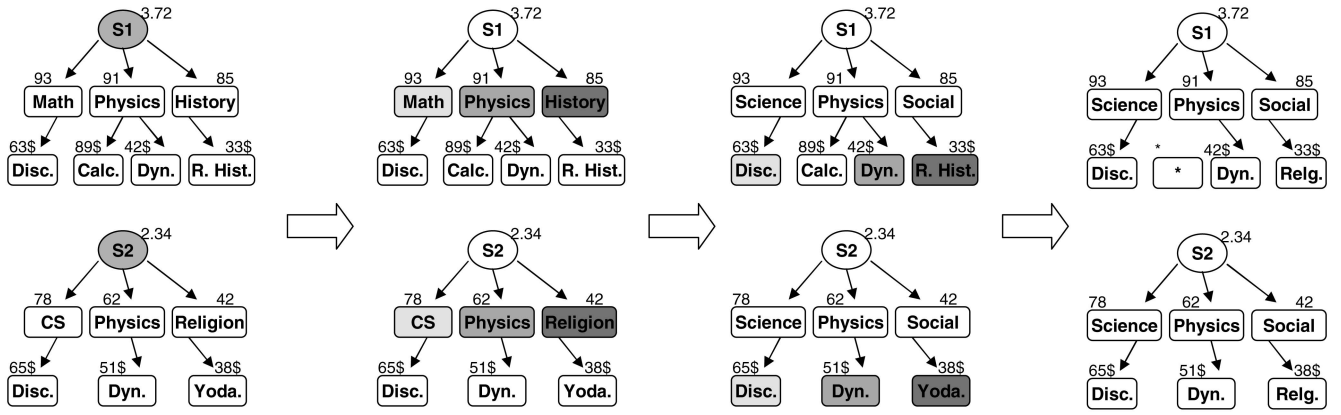 3.72 3.72 3.72 3.72
S1 S1 S1 S1
93 91 85 93 91 85 93 91 85 93 91 85
Math Physics History Math Physics History Science Physics Social Science Physics Social
63$ 89$ 42$ 33$ 63$ 89$ 42$ 33$ 63$ 89$ 42$ 33$ 63$ * 42$ 33$
Disc. Calc. Dyn. R. Hist. Disc. Calc. Dyn. R. Hist. Disc. Calc. Dyn. R. Hist. Disc. * Dyn. Relg.
2.34 2.34 2.34 2.34
S2 S2 S2 S2
78 62 42 78 62 42 78 62 42 78 62 42
CS Physics Religion CS Physics Religion Science Physics Social Science Physics Social
65$ 51$ 38$ 65$ 51$ 38$ 65$ 51$ 38$ 65$ 51$ 38$
Disc. Dyn. Yoda. Disc. Dyn. Yoda. Disc. Dyn. Yoda. Disc. Dyn. Relg.